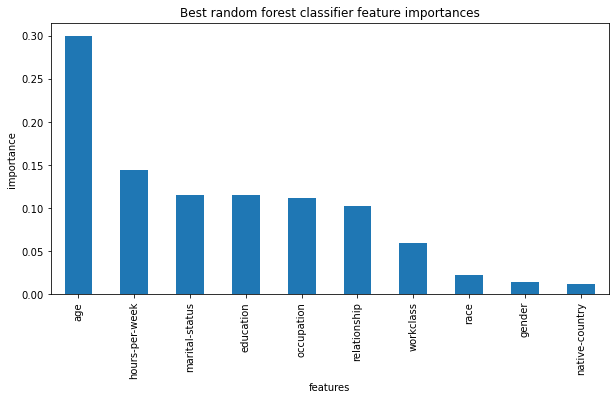 Best random forest classifier feature importances
importance
0.30
0.25
0.20
0.15
0.10
0.05
0.00
age
hours-per-week
marital-status
education
occupation
relationship
workclass
race
gender
native-country
features